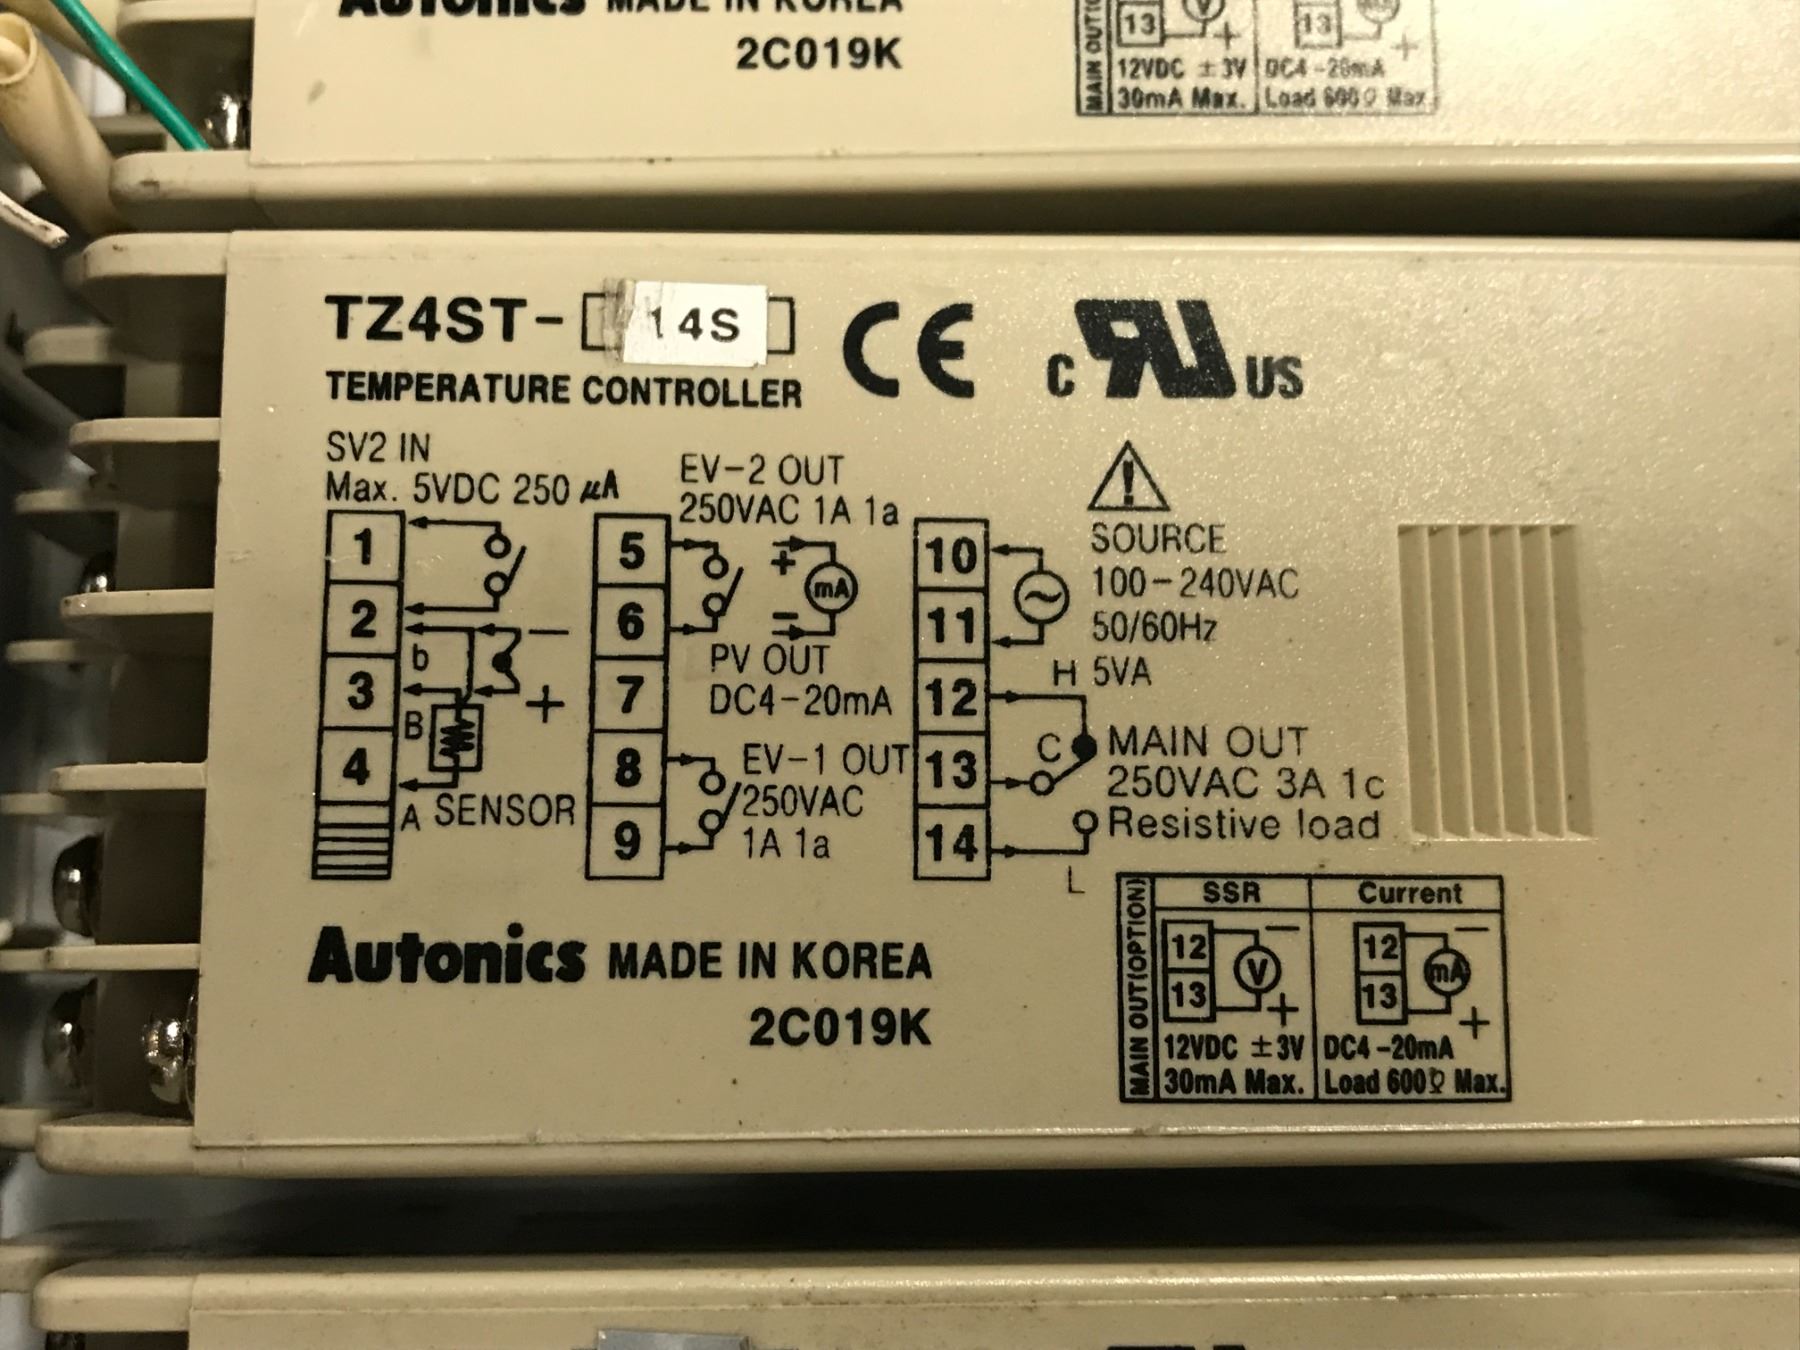 Autonics MADE IN KOREA
2C019K
MAIN OUT
13 V +
13 +
12VDC ±3V
30mA Max.
DC4-20mA
Load 600Ω Max.
TZ4ST- 14S
TEMPERATURE CONTROLLER
CE
C US
SV2 IN
Max. 5VDC 250 μA
1
2
3
4
b
B
A SENSOR
−
+
EV-2 OUT
250VAC 1A 1a
5
6
7
8
9
+
mA
−
PV OUT
DC4-20mA
EV-1 OUT
250VAC
1A 1a
10
11
12
13
14
SOURCE
100-240VAC
50/60Hz
H 5VA
C MAIN OUT
250VAC 3A 1c
Resistive load
L
Autonics MADE IN KOREA
2C019K
MAIN OUT(OPTION)
SSR
12
13
V
−
+
12VDC ±3V
30mA Max.
Current
12
13
mA
−
+
DC4-20mA
Load 600Ω Max.